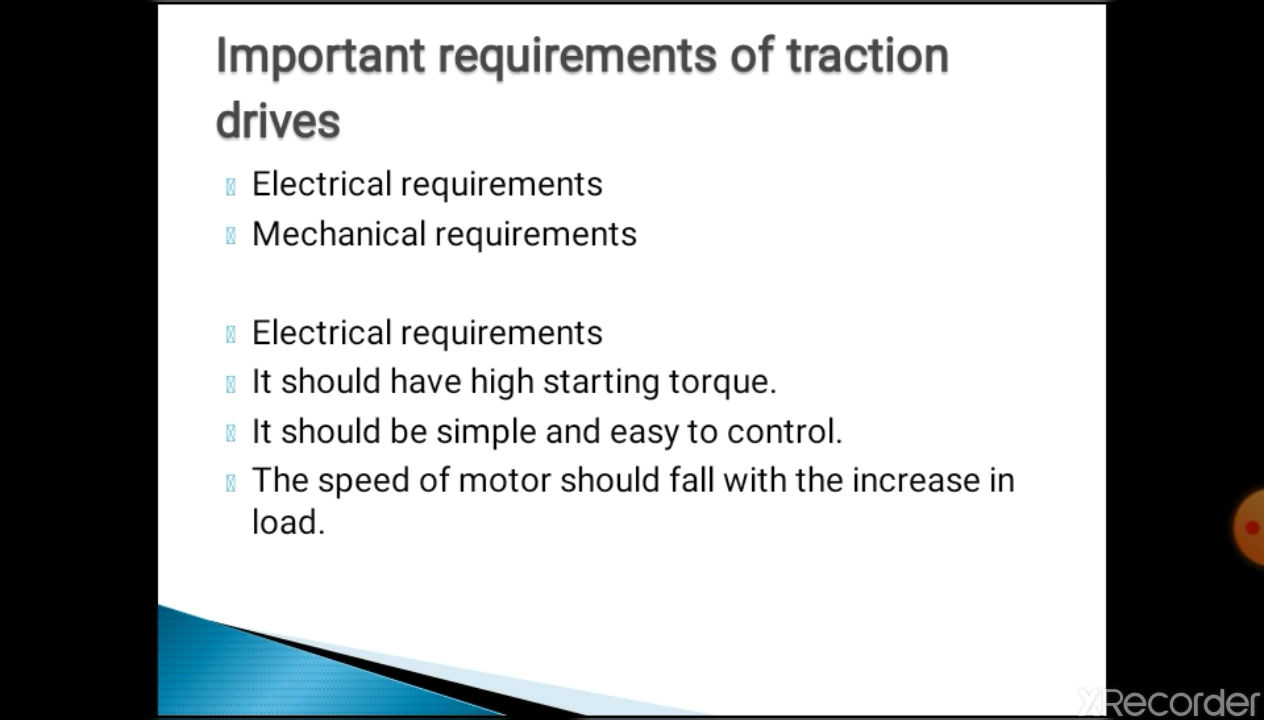 Important requirements of traction
drives
Electrical requirements
Mechanical requirements
Electrical requirements
It should have high starting torque.
It should be simple and easy to control.
The speed of motor should fall with the increase in
load.
XRecorder